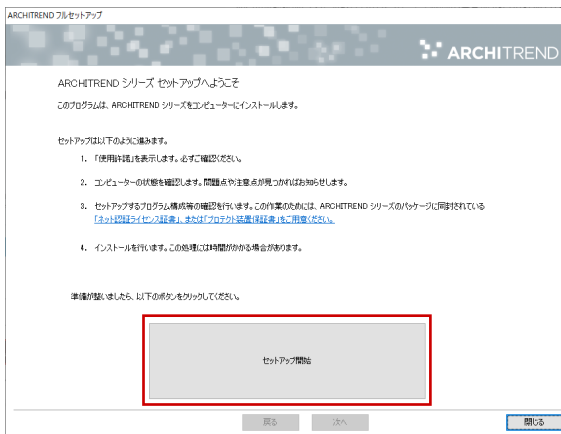 ARCHITREND フルセットアップ
ARCHITREND
ARCHITREND シリーズ セットアップへようこそ
このプログラムは、ARCHITREND シリーズをコンピューターにインストールします。
セットアップは以下のように進みます。
1. 「使用許諾」を表示します。必ずご確認ください。
2. コンピューターの状態を確認します。問題点や注意点が見つかればお知らせします。
3. セットアップするプログラム構成等の確認を行います。この作業のためには、ARCHITREND シリーズのパッケージに同封されている
「ネット認証ライセンス証書」、または「プロテクト装置保証書」をご用意ください。
4. インストールを行います。この処理には時間がかかる場合があります。
準備が整いましたら、以下のボタンをクリックしてください。
セットアップ開始
戻る 次へ 閉じる